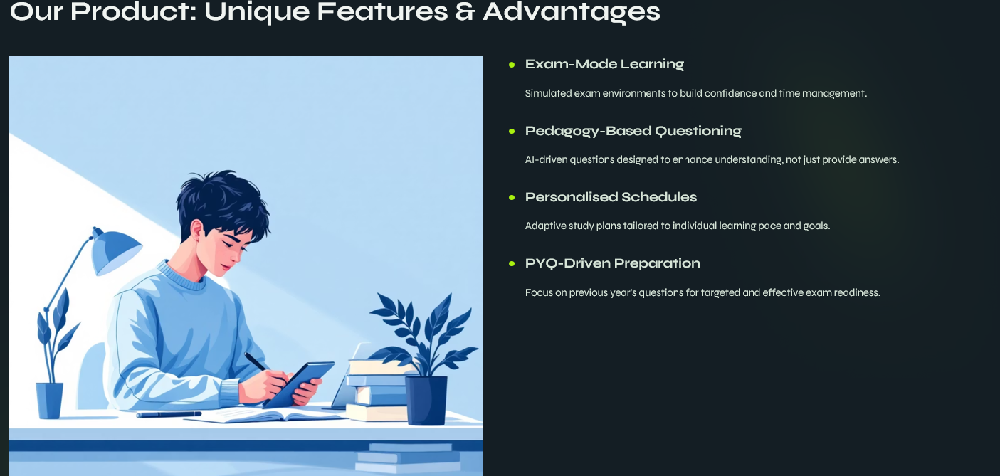 Our Product: Unique Features & Advantages
Exam-Mode Learning
Simulated exam environments to build confidence and time management.
Pedagogy-Based Questioning
AI-driven questions designed to enhance understanding, not just provide answers.
Personalised Schedules
Adaptive study plans tailored to individual learning pace and goals.
PYQ-Driven Preparation
Focus on previous year's questions for targeted and effective exam readiness.